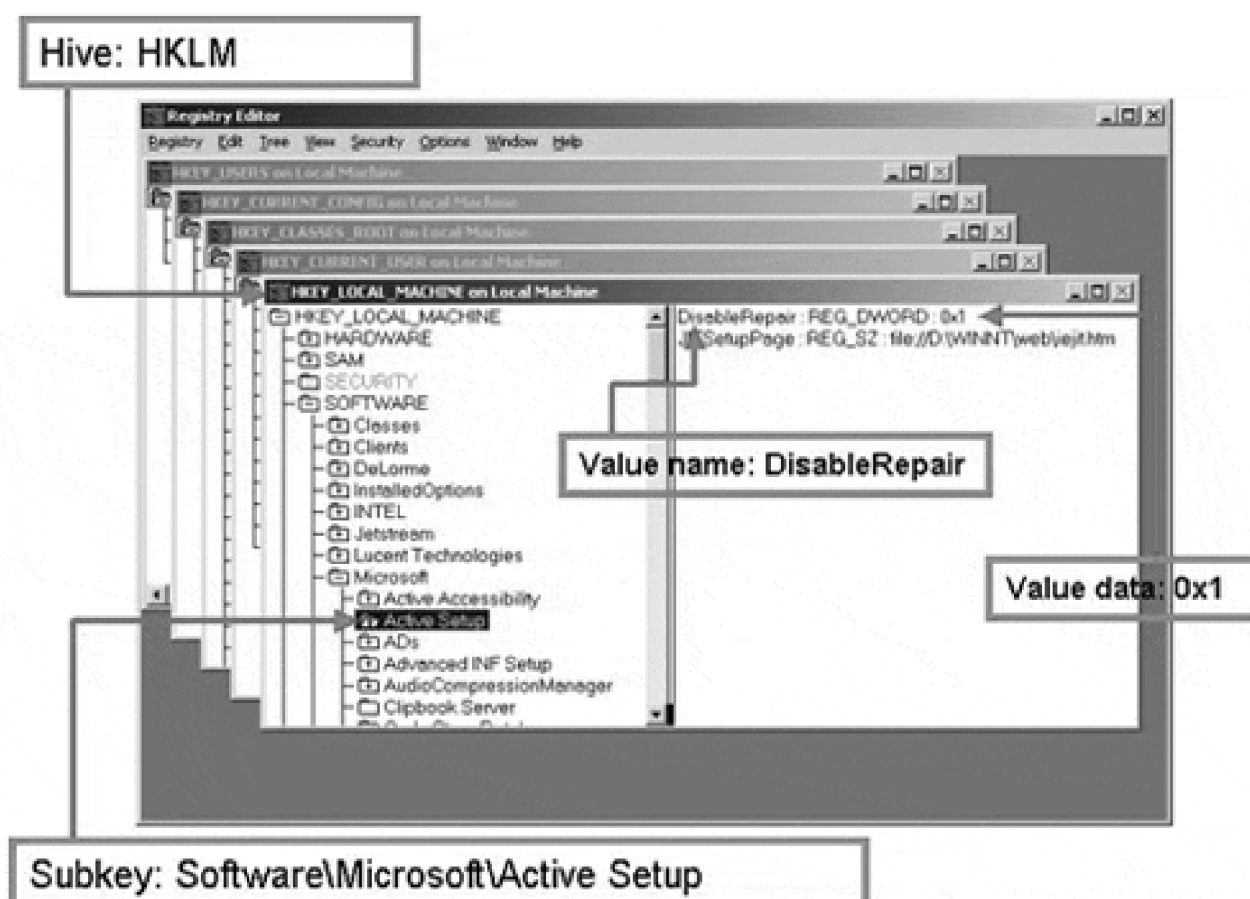 Hive: HKLM
Registry Editor
Registry Edit Tree View Security Options Window Help
HKEY_USERS on Local Machine
HKEY_CURRENT_CONFIG on Local Machine
HKEY_CLASSES_ROOT on Local Machine
HKEY_CURRENT_USER on Local Machine
HKEY_LOCAL_MACHINE on Local Machine
HKEY_LOCAL_MACHINE
HARDWARE
SAM
SECURITY
SOFTWARE
Classes
Clients
DeLorme
InstalledOptions
INTEL
Jetstream
Lucent Technologies
Microsoft
Active Accessibility
Active Setup
ADs
Advanced INF Setup
AudioCompressionManager
Clipbook Server
DisableRepair : REG_DWORD : 0x1
SetupPage : REG_SZ : file://D:\WINNT\web\iejit.htm
Value name: DisableRepair
Value data: 0x1
Subkey: Software\Microsoft\Active Setup